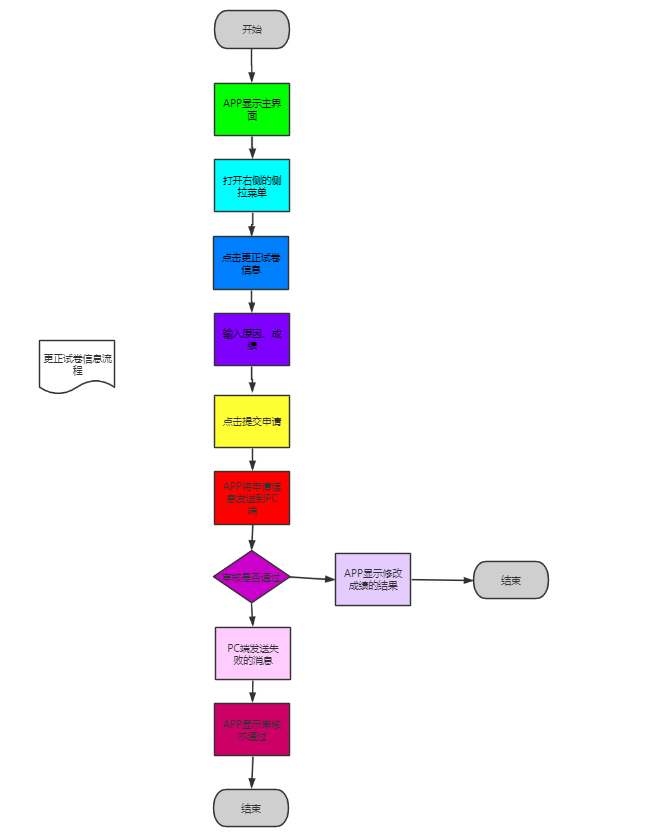 开始
APP显示主界
面
打开右侧的侧
拉菜单
点击更正试卷
信息
输入原因、成
绩
更正试卷信息流
程
点击提交申请
APP将申请信
息发送到PC
端
审核是否通过
APP显示修改
成绩的结果
结束
PC端发送失
败的消息
APP显示审核
不通过
结束